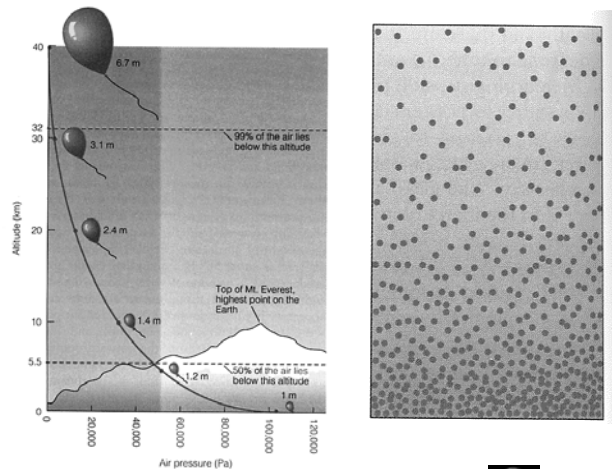 40
6.7 m
32
99% of the air lies
below this altitude
30
3.1 m
Altitude (km)
20
2.4 m
Top of Mt. Everest,
highest point on the
Earth
10
1.4 m
5.5
50% of the air lies
below this altitude
1.2 m
1 m
0
0
20,000
40,000
60,000
80,000
100,000
120,000
Air pressure (Pa)